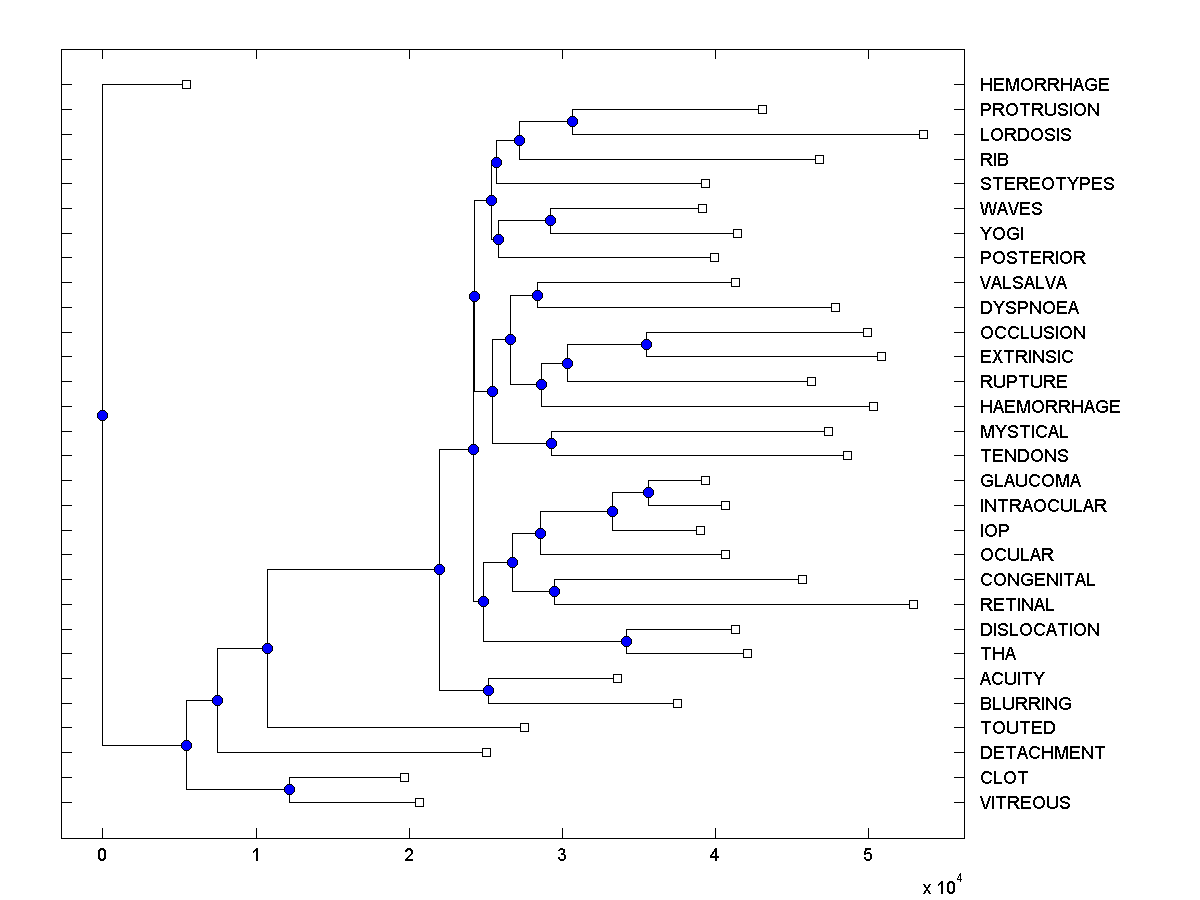 HEMORRHAGE
PROTRUSION
LORDOSIS
RIB
STEREOTYPES
WAVES
YOGI
POSTERIOR
VALSALVA
DYSPNOEA
OCCLUSION
EXTRINSIC
RUPTURE
HAEMORRHAGE
MYSTICAL
TENDONS
GLAUCOMA
INTRAOCULAR
IOP
OCULAR
CONGENITAL
RETINAL
DISLOCATION
THA
ACUITY
BLURRING
TOUTED
DETACHMENT
CLOT
VITREOUS
0 1 2 3 4 5
x 10^4